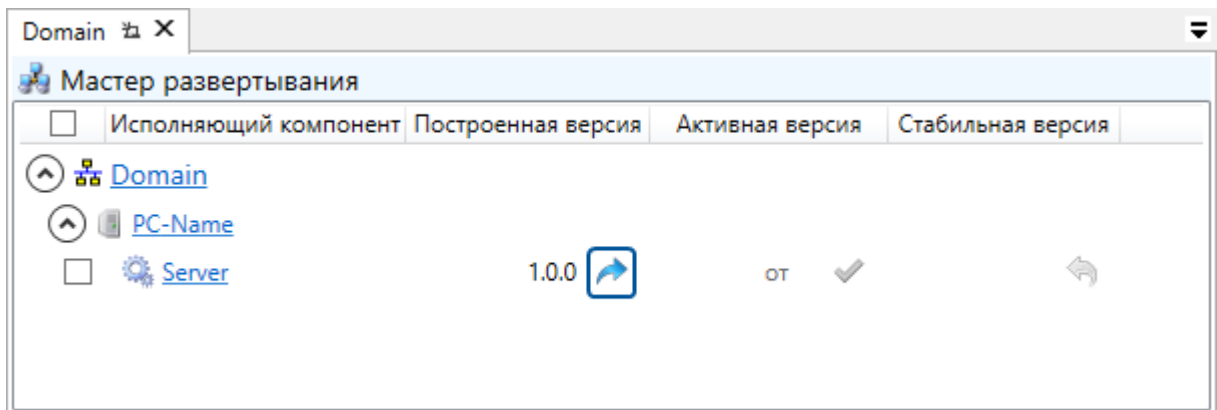 Domain
Мастер развертывания
Исполняющий компонент Построенная версия Активная версия Стабильная версия
Domain
PC-Name
Server 1.0.0 от